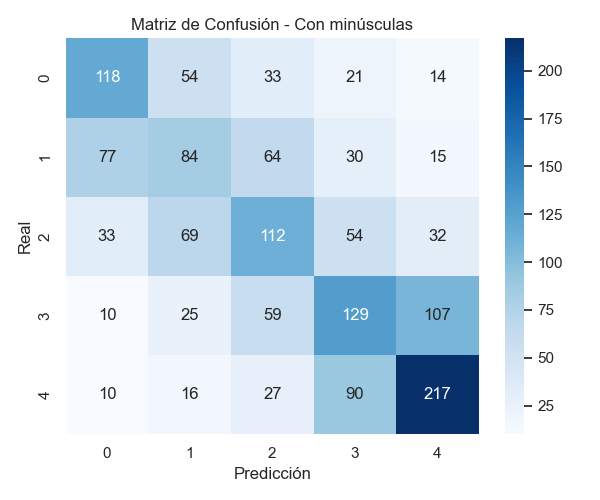 Matriz de Confusión - Con minúsculas
0 118 54 33 21 14
1 77 84 64 30 15
2 33 69 112 54 32
3 10 25 59 129 107
4 10 16 27 90 217
0 1 2 3 4
Predicción
Real
200
175
150
125
100
75
50
25